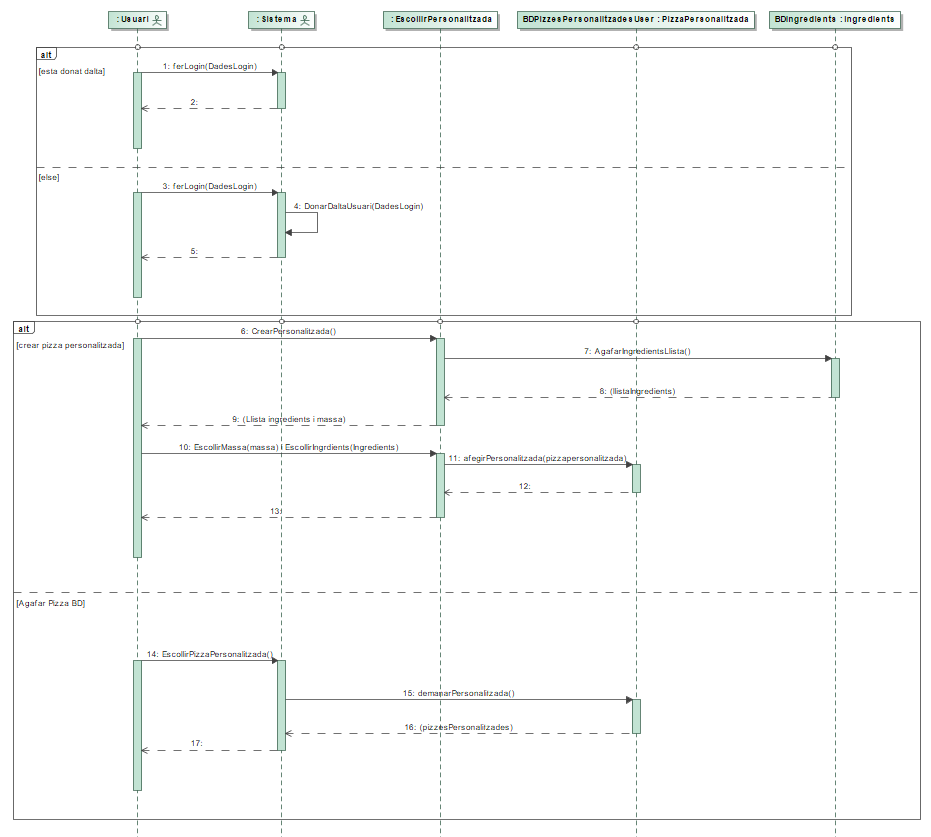 : Usuari
: Sistema
: EscollirPersonalitzada
BDPizzesPersonalitzadesUser : PizzaPersonalitzada
BDIngredients : Ingredients
alt
[esta donat dalta]
1: ferLogin(DadesLogin)
2:
[else]
3: ferLogin(DadesLogin)
4: DonarDaltaUsuari(DadesLogin)
5:
alt
[crear pizza personalitzada]
6: CrearPersonalitzada()
7: AgafarIngredientsLlista()
8: (llistaIngredients)
9: (Llista ingredients i massa)
10: EscollirMassa(massa) i EscollirIngrdients(Ingredients)
11: afegirPersonalitzada(pizzapersonalitzada)
12:
13:
[Agafar Pizza BD]
14: EscollirPizzaPersonalitzada()
15: demanarPersonalitzada()
16: (pizzesPersonalitzades)
17: